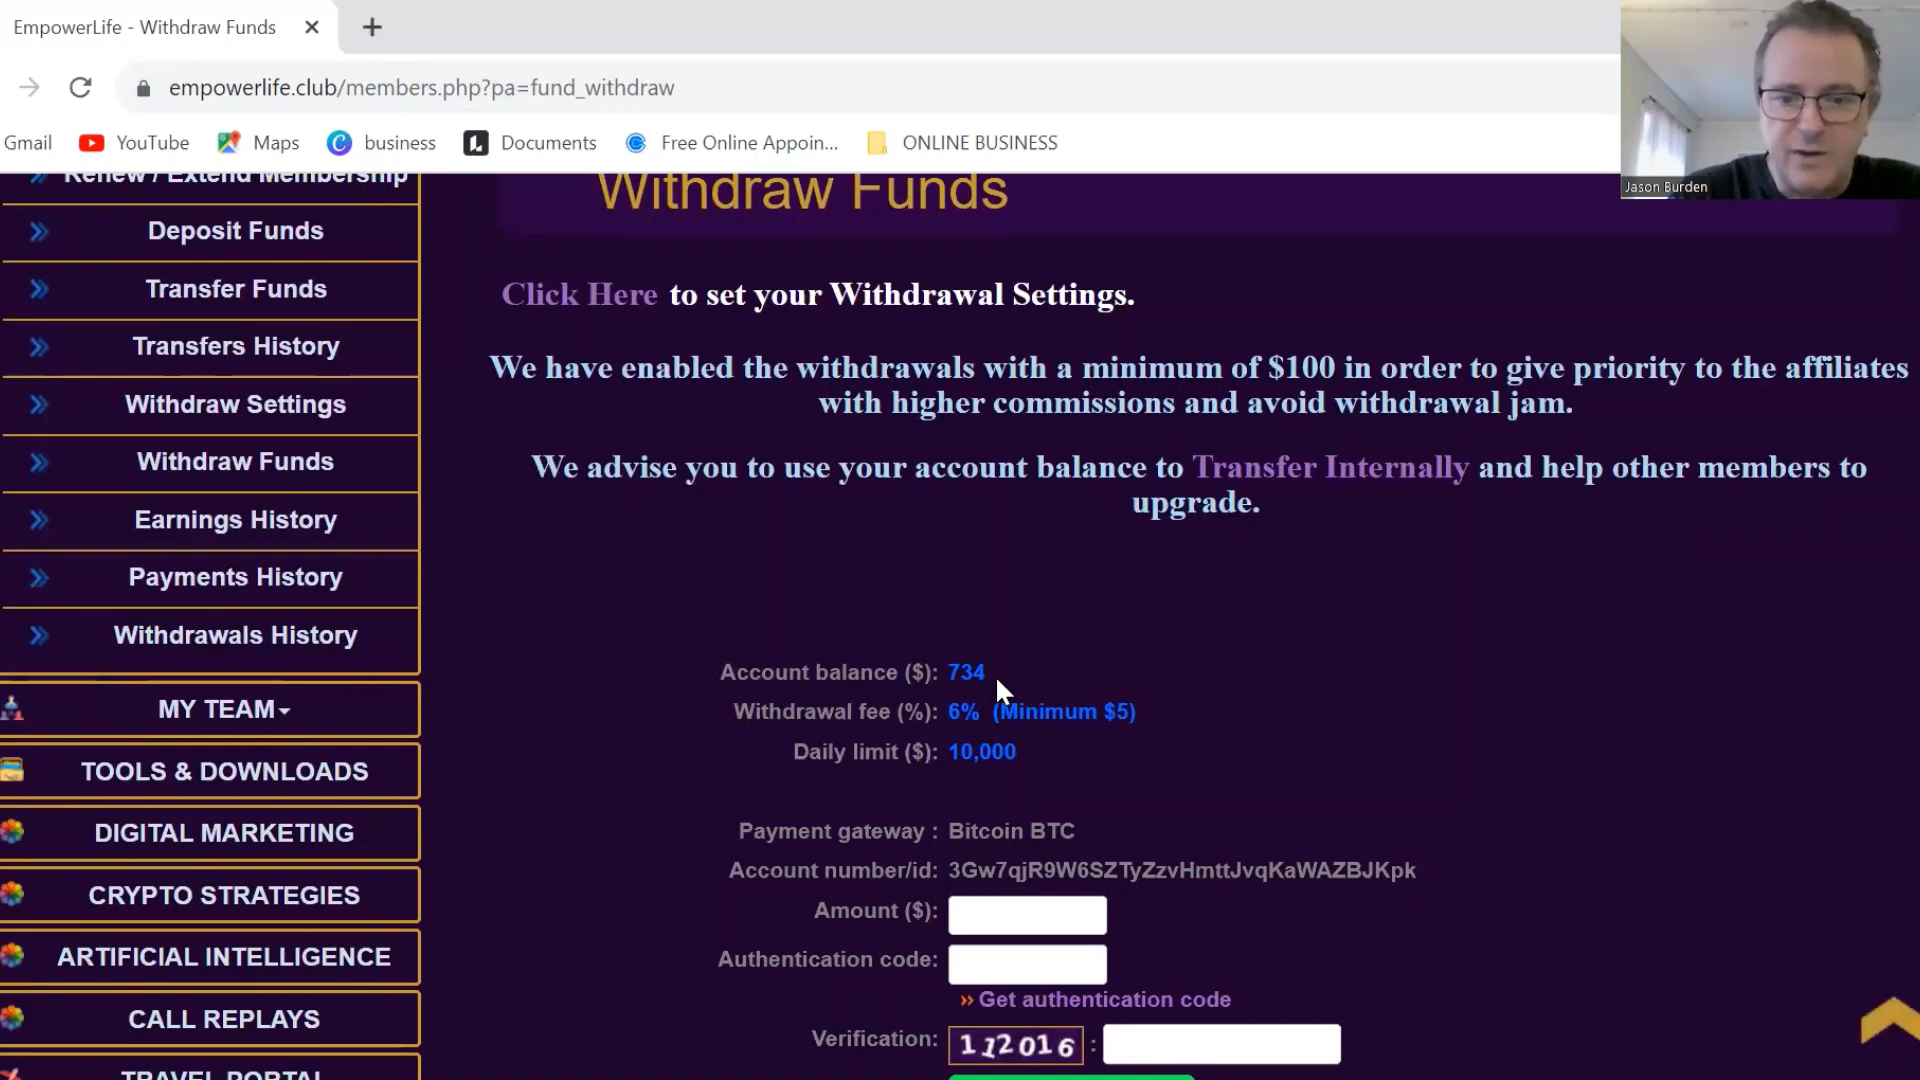 EmpowerLife - Withdraw Funds
empowerlife.club/members.php?pa=fund_withdraw
Gmail YouTube Maps business Documents Free Online Appoin... ONLINE BUSINESS
Jason Burden
Renew / Extend Membership
Deposit Funds
Transfer Funds
Transfers History
Withdraw Settings
Withdraw Funds
Earnings History
Payments History
Withdrawals History
MY TEAM
TOOLS & DOWNLOADS
DIGITAL MARKETING
CRYPTO STRATEGIES
ARTIFICIAL INTELLIGENCE
CALL REPLAYS
TRAVEL PORTAL
Withdraw Funds
Click Here to set your Withdrawal Settings.
We have enabled the withdrawals with a minimum of $100 in order to give priority to the affiliates
with higher commissions and avoid withdrawal jam.
We advise you to use your account balance to Transfer Internally and help other members to
upgrade.
Account balance ($): 734
Withdrawal fee (%): 6% (Minimum $5)
Daily limit ($): 10,000
Payment gateway : Bitcoin BTC
Account number/id: 3Gw7qjR9W6SZTyZzvHmttJvqKaWAZBJKpk
Amount ($):
Authentication code:
›› Get authentication code
Verification: 112016 :